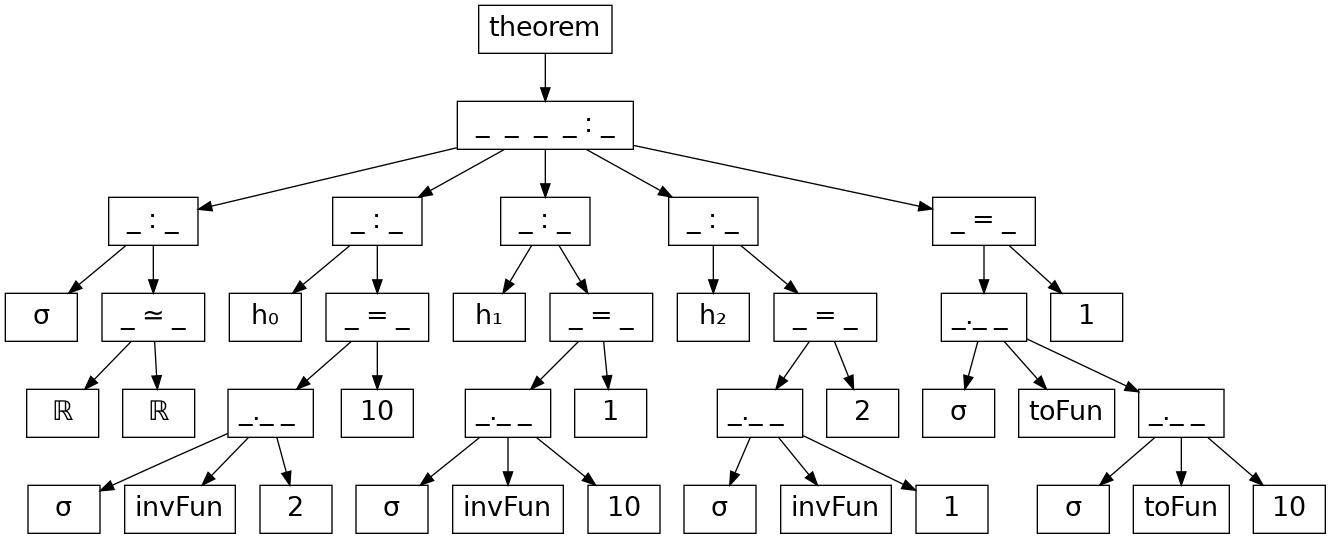 theorem
_ _ _ _ : _
_ : _ _ : _ _ : _ _ : _ _ = _
σ _ ≃ _ h₀ _ = _ h₁ _ = _ h₂ _ = _ _._ _ 1
ℝ ℝ _._ _ 10 _._ _ 1 _._ _ 2 σ toFun _._ _
σ invFun 2 σ invFun 10 σ invFun 1 σ toFun 10